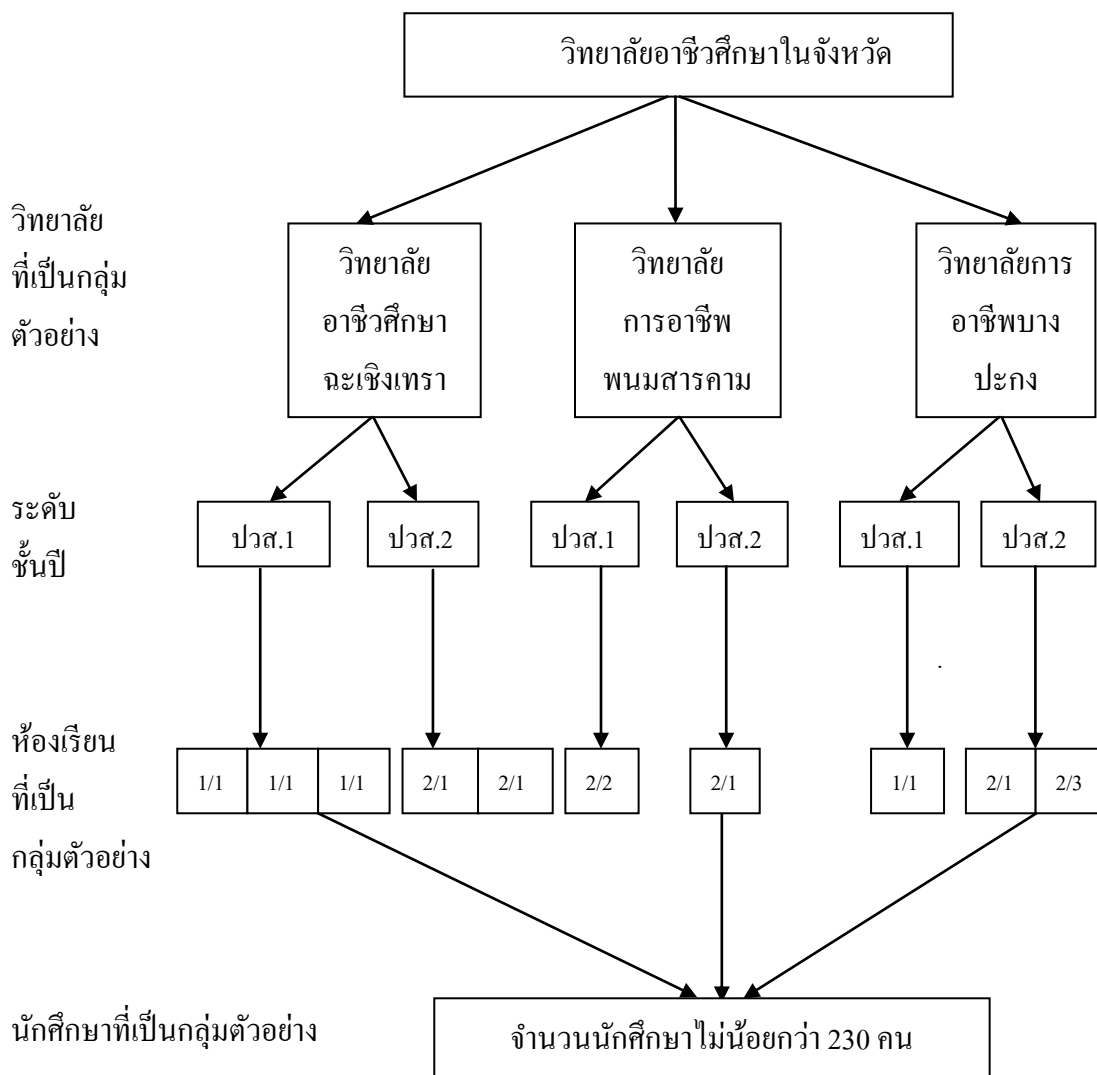 วิทยาลัยอาชีวศึกษาในจังหวัด
วิทยาลัย
ที่เป็นกลุ่ม
ตัวอย่าง
วิทยาลัย
อาชีวศึกษา
ฉะเชิงเทรา
วิทยาลัย
การอาชีพ
พนมสารคาม
วิทยาลัยการ
อาชีพบาง
ปะกง
ระดับ
ชั้นปี
ปวส.1
ปวส.2
ปวส.1
ปวส.2
ปวส.1
ปวส.2
ห้องเรียน
ที่เป็น
กลุ่มตัวอย่าง
1/1
1/1
1/1
2/1
2/1
2/2
2/1
1/1
2/1
2/3
นักศึกษาที่เป็นกลุ่มตัวอย่าง
จำนวนนักศึกษาไม่น้อยกว่า 230 คน